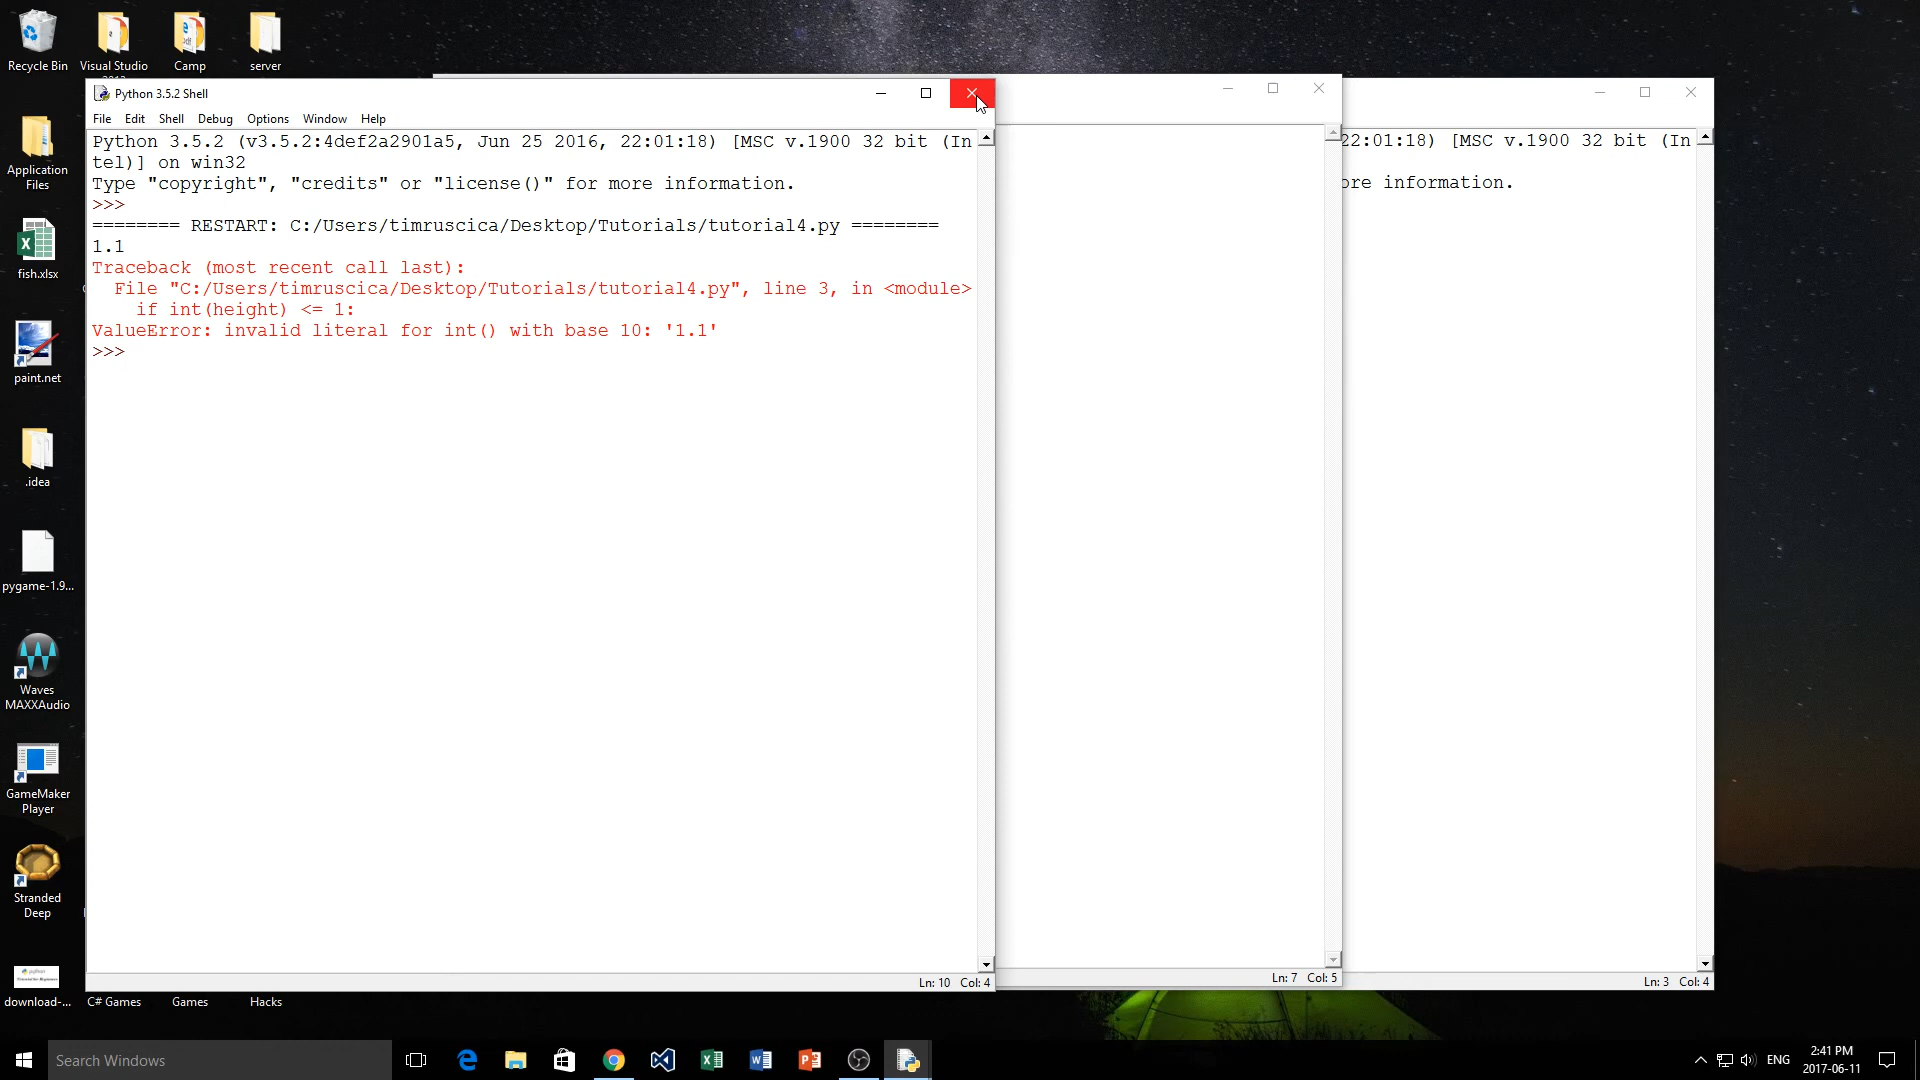 Recycle Bin
Visual Studio
Camp
server
Python 3.5.2 Shell
File Edit Shell Debug Options Window Help
Python 3.5.2 (v3.5.2:4def2a2901a5, Jun 25 2016, 22:01:18) [MSC v.1900 32 bit (In
tel)] on win32
Type "copyright", "credits" or "license()" for more information.
>>>
======== RESTART: C:/Users/timruscica/Desktop/Tutorials/tutorial4.py ========
1.1
Traceback (most recent call last):
  File "C:/Users/timruscica/Desktop/Tutorials/tutorial4.py", line 3, in <module>
    if int(height) <= 1:
ValueError: invalid literal for int() with base 10: '1.1'
>>>
Ln: 10 Col: 4
Ln: 7 Col: 5
22:01:18) [MSC v.1900 32 bit (In
ore information.
Ln: 3 Col: 4
Application
Files
fish.xlsx
paint.net
.idea
pygame-1.9...
Waves
MAXXAudio
GameMaker
Player
Stranded
Deep
download-...
C# Games
Games
Hacks
Search Windows
ENG
2:41 PM
2017-06-11